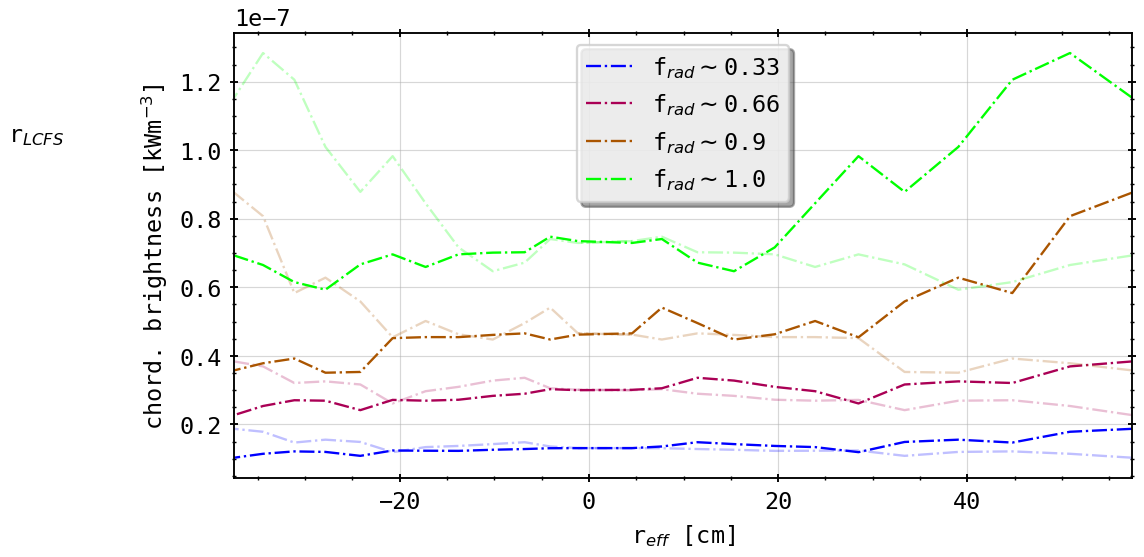 1e−7
r_LCFS
chord. brightness [kWm⁻³]
1.2
1.0
0.8
0.6
0.4
0.2
f_rad ∼ 0.33
f_rad ∼ 0.66
f_rad ∼ 0.9
f_rad ∼ 1.0
−20 0 20 40
r_eff [cm]